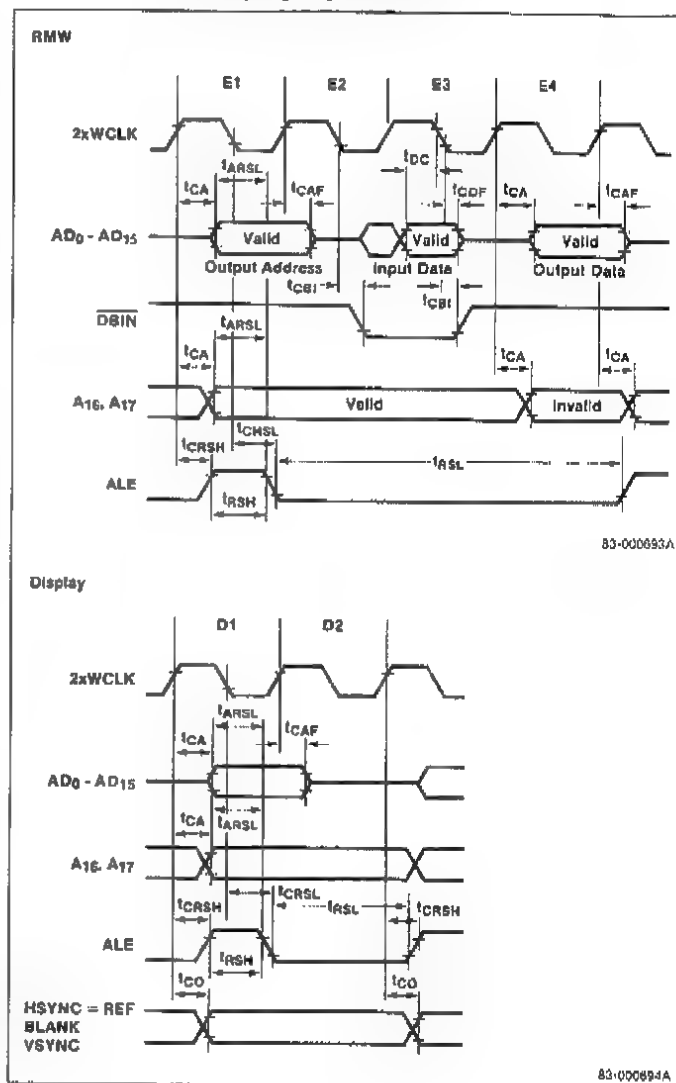 RMW
E1 E2 E3 E4
2xWCLK
tDC
tARSL
tCA tCAF tCDF tCA tCAF
AD0 - AD15 Valid Valid Valid
Output Address Input Data Output Data
tCBI tCBI
DBIN
tARSL
tCA tCA tCA
A16, A17 Valid Invalid
tCHSL
tCRSH tRSL
ALE
tRSH
83-000693A
Display
D1 D2
2xWCLK
tARSL
tCA tCAF
AD0 - AD15
tARSL
tCA
A16, A17
tCRSL
tCRSH tRSL tCRSH
ALE
tRSH
tCO tCO
HSYNC = REF
BLANK
VSYNC
83-000694A